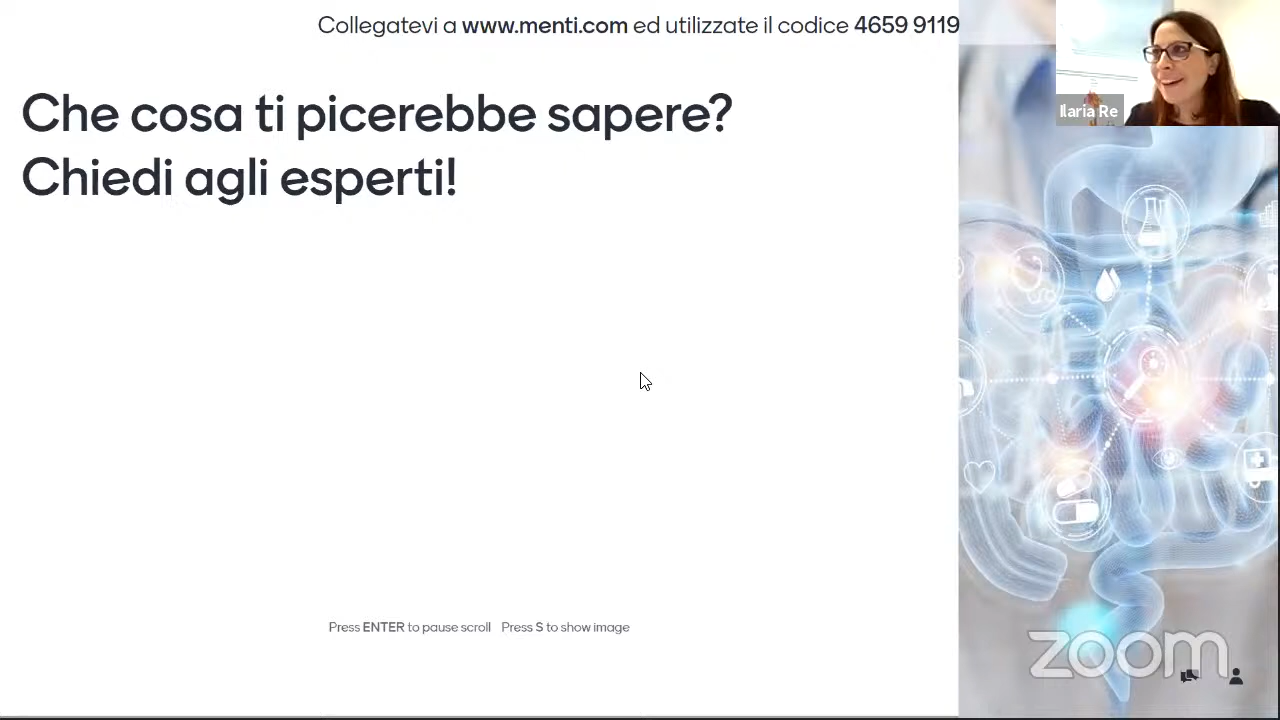 Collegatevi a www.menti.com ed utilizzate il codice 4659 9119
Ilaria Re
Che cosa ti picerebbe sapere?
Chiedi agli esperti!
Press ENTER to pause scroll Press S to show image
zoom